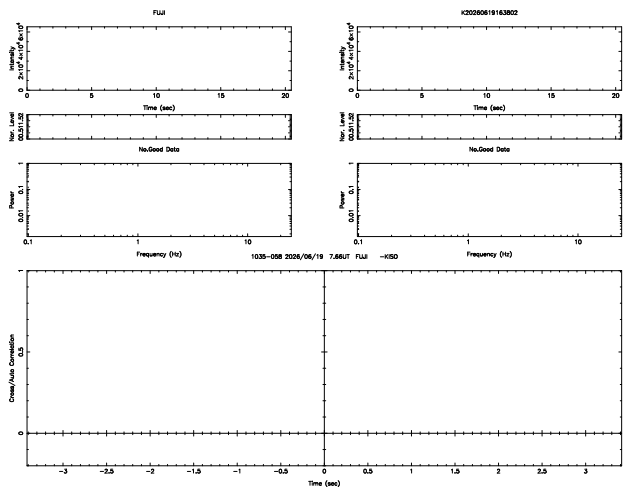 FUJI
K20260619163802
Intensity
2×10⁴ 4×10⁴ 6×10⁴
0 5 10 15 20
Time (sec)
Intensity
2×10⁴ 4×10⁴ 6×10⁴
0 5 10 15 20
Time (sec)
Nor. Level
00.511.52
Nor. Level
00.511.52
No.Good Data
No.Good Data
Power
1
0.1
0.01
0.1 1 10
Frequency (Hz)
Power
1
0.1
0.01
0.1 1 10
Frequency (Hz)
1035-058 2026/06/19 7.66UT FUJI -KISO
Cross/Auto Correlation
1
0.5
0
-3 -2.5 -2 -1.5 -1 -0.5 0 0.5 1 1.5 2 2.5 3
Time (sec)